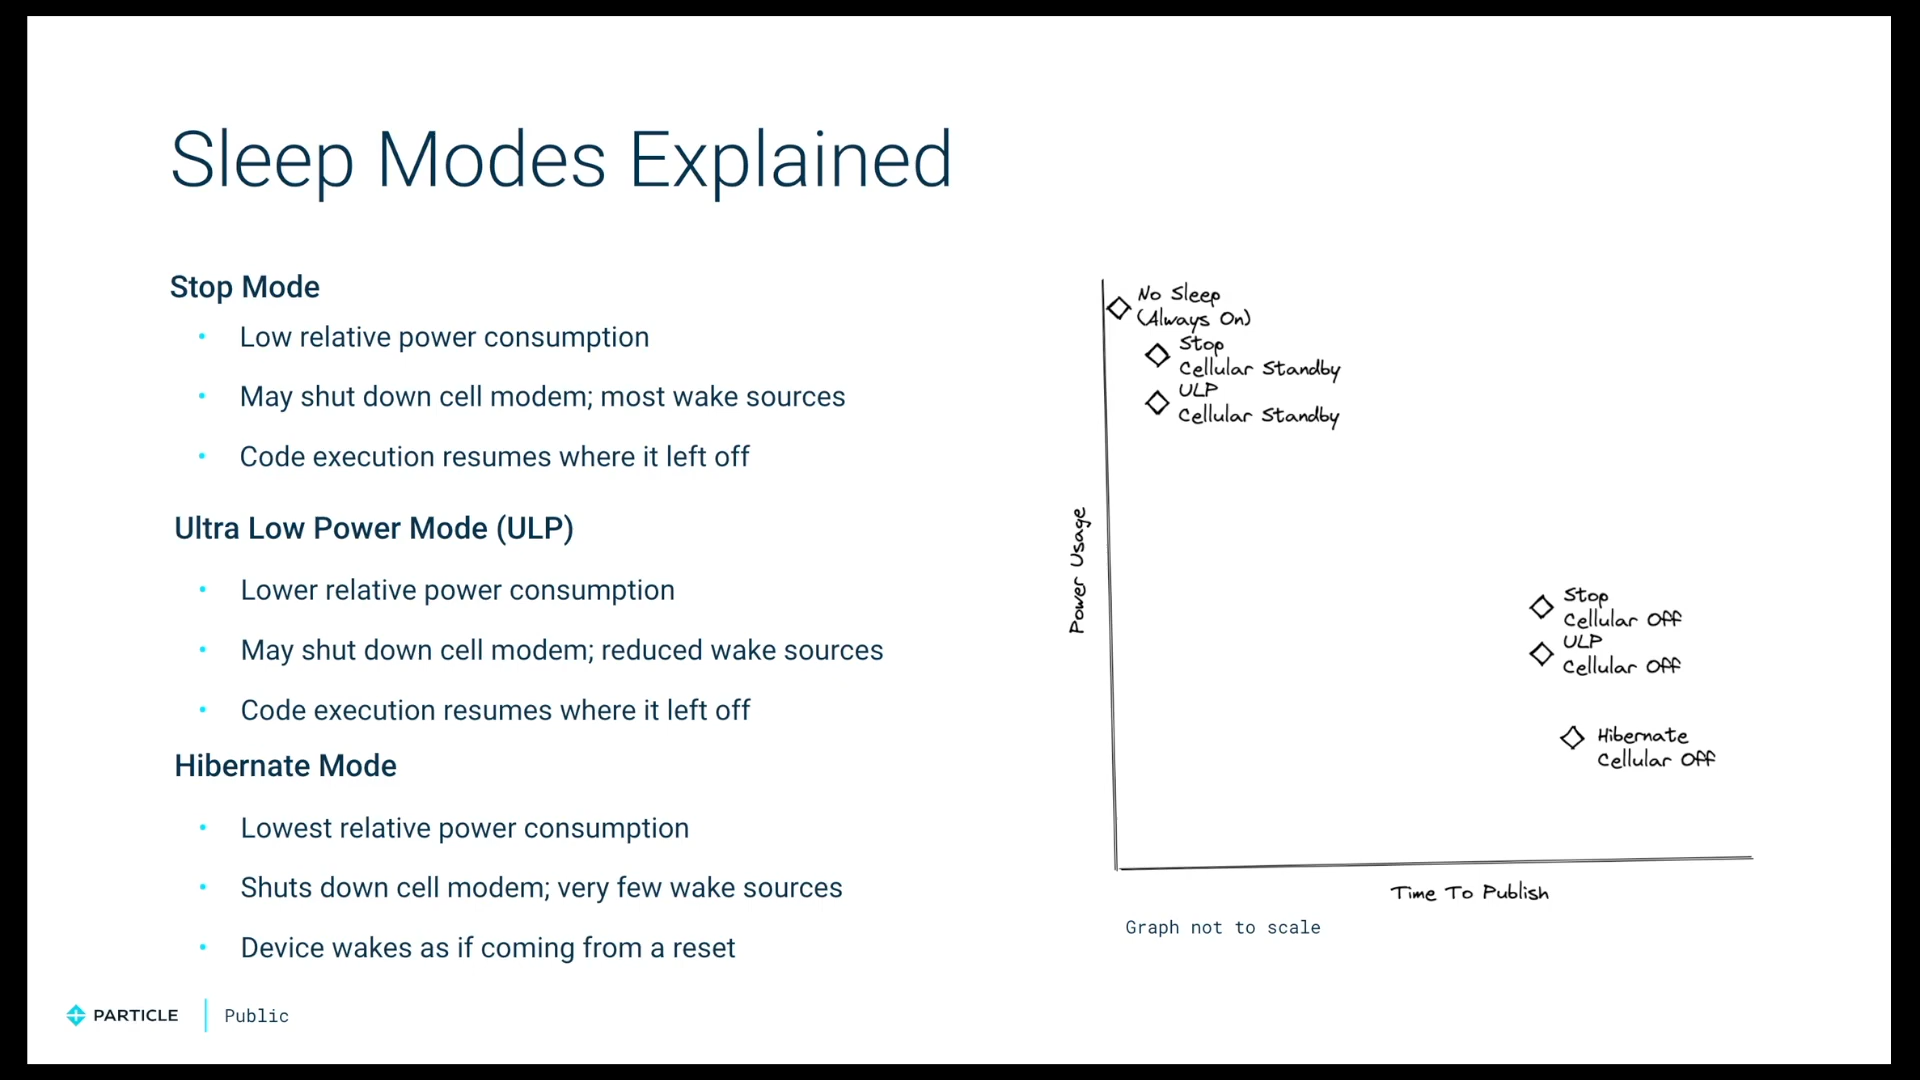 Sleep Modes Explained
Stop Mode
• Low relative power consumption
• May shut down cell modem; most wake sources
• Code execution resumes where it left off
Ultra Low Power Mode (ULP)
• Lower relative power consumption
• May shut down cell modem; reduced wake sources
• Code execution resumes where it left off
Hibernate Mode
• Lowest relative power consumption
• Shuts down cell modem; very few wake sources
• Device wakes as if coming from a reset
No Sleep
(Always On)
Stop
Cellular Standby
ULP
Cellular Standby
Power Usage
Stop
Cellular Off
ULP
Cellular Off
Hibernate
Cellular Off
Time To Publish
Graph not to scale
PARTICLE
Public